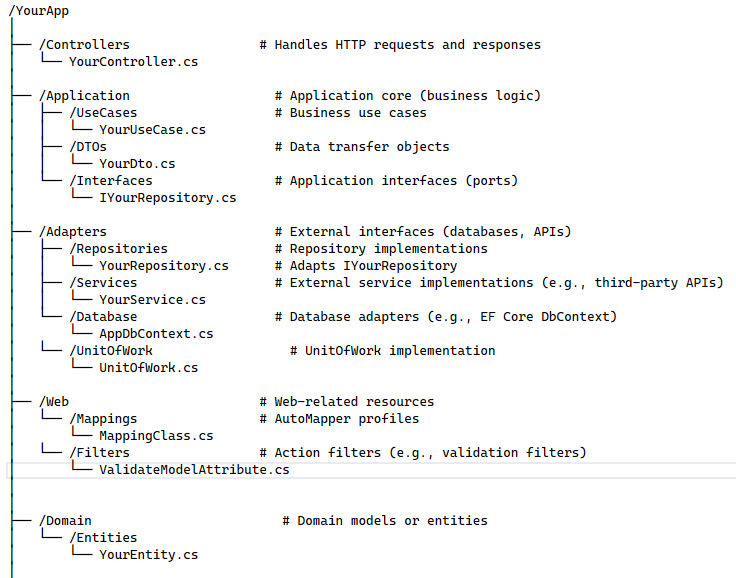 /YourApp
│
├── /Controllers                 # Handles HTTP requests and responses
│   └── YourController.cs
│
├── /Application                   # Application core (business logic)
│   ├── /UseCases                  # Business use cases
│   │   └── YourUseCase.cs
│   ├── /DTOs                      # Data transfer objects
│   │   └── YourDto.cs
│   └── /Interfaces                # Application interfaces (ports)
│       └── IYourRepository.cs
│
├── /Adapters                      # External interfaces (databases, APIs)
│   ├── /Repositories              # Repository implementations
│   │   └── YourRepository.cs      # Adapts IYourRepository
│   ├── /Services                  # External service implementations (e.g., third-party APIs)
│   │   └── YourService.cs
│   └── /Database                  # Database adapters (e.g., EF Core DbContext)
│       └── AppDbContext.cs
│   └── /UnitOfWork                  # UnitOfWork implementation
│       └── UnitOfWork.cs
│
├── /Web                         # Web-related resources
│   └── /Mappings                # AutoMapper profiles
│       └── MappingClass.cs
│   └── /Filters                 # Action filters (e.g., validation filters)
│       └── ValidateModelAttribute.cs
│
│
├── /Domain                         # Domain models or entities
│   └── /Entities
│       └── YourEntity.cs
│